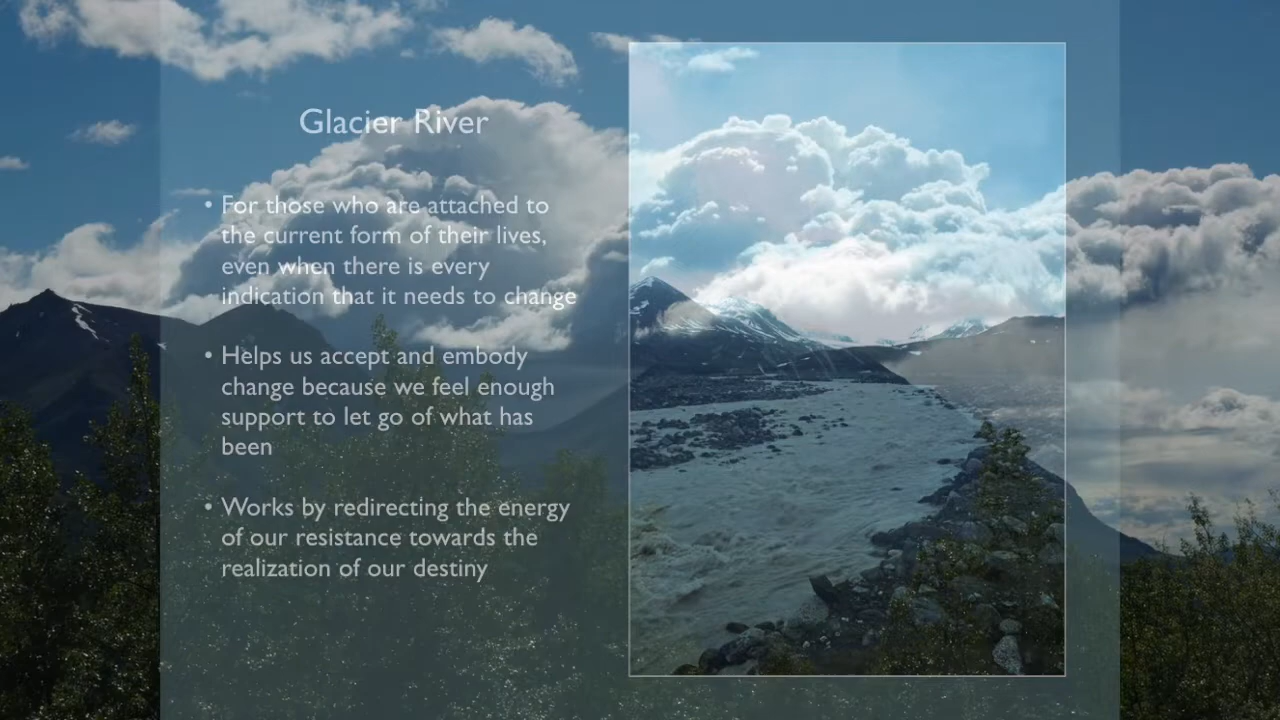 Glacier River
• For those who are attached to
the current form of their lives,
even when there is every
indication that it needs to change
• Helps us accept and embody
change because we feel enough
support to let go of what has
been
• Works by redirecting the energy
of our resistance towards the
realization of our destiny